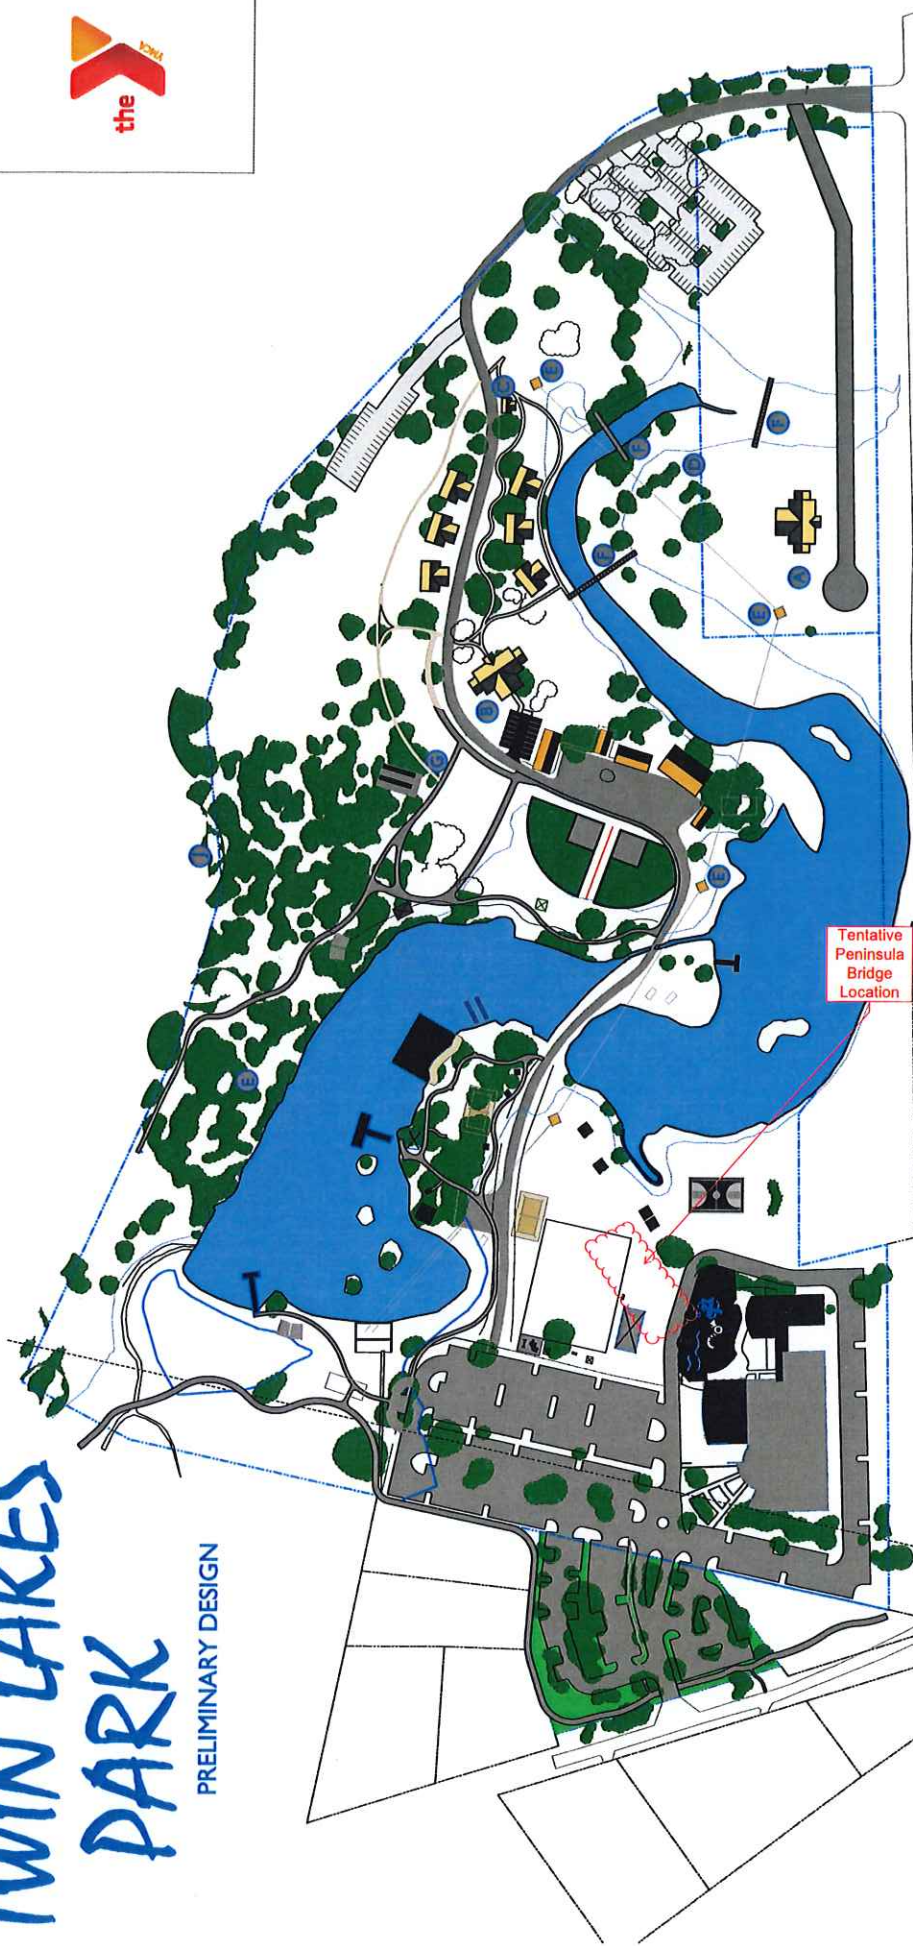 TWIN LAKES
PARK
PRELIMINARY DESIGN
the
YMCA
J
E
G
B
C
E
F
D
F
F
A
E
E
Tentative
Peninsula
Bridge
Location